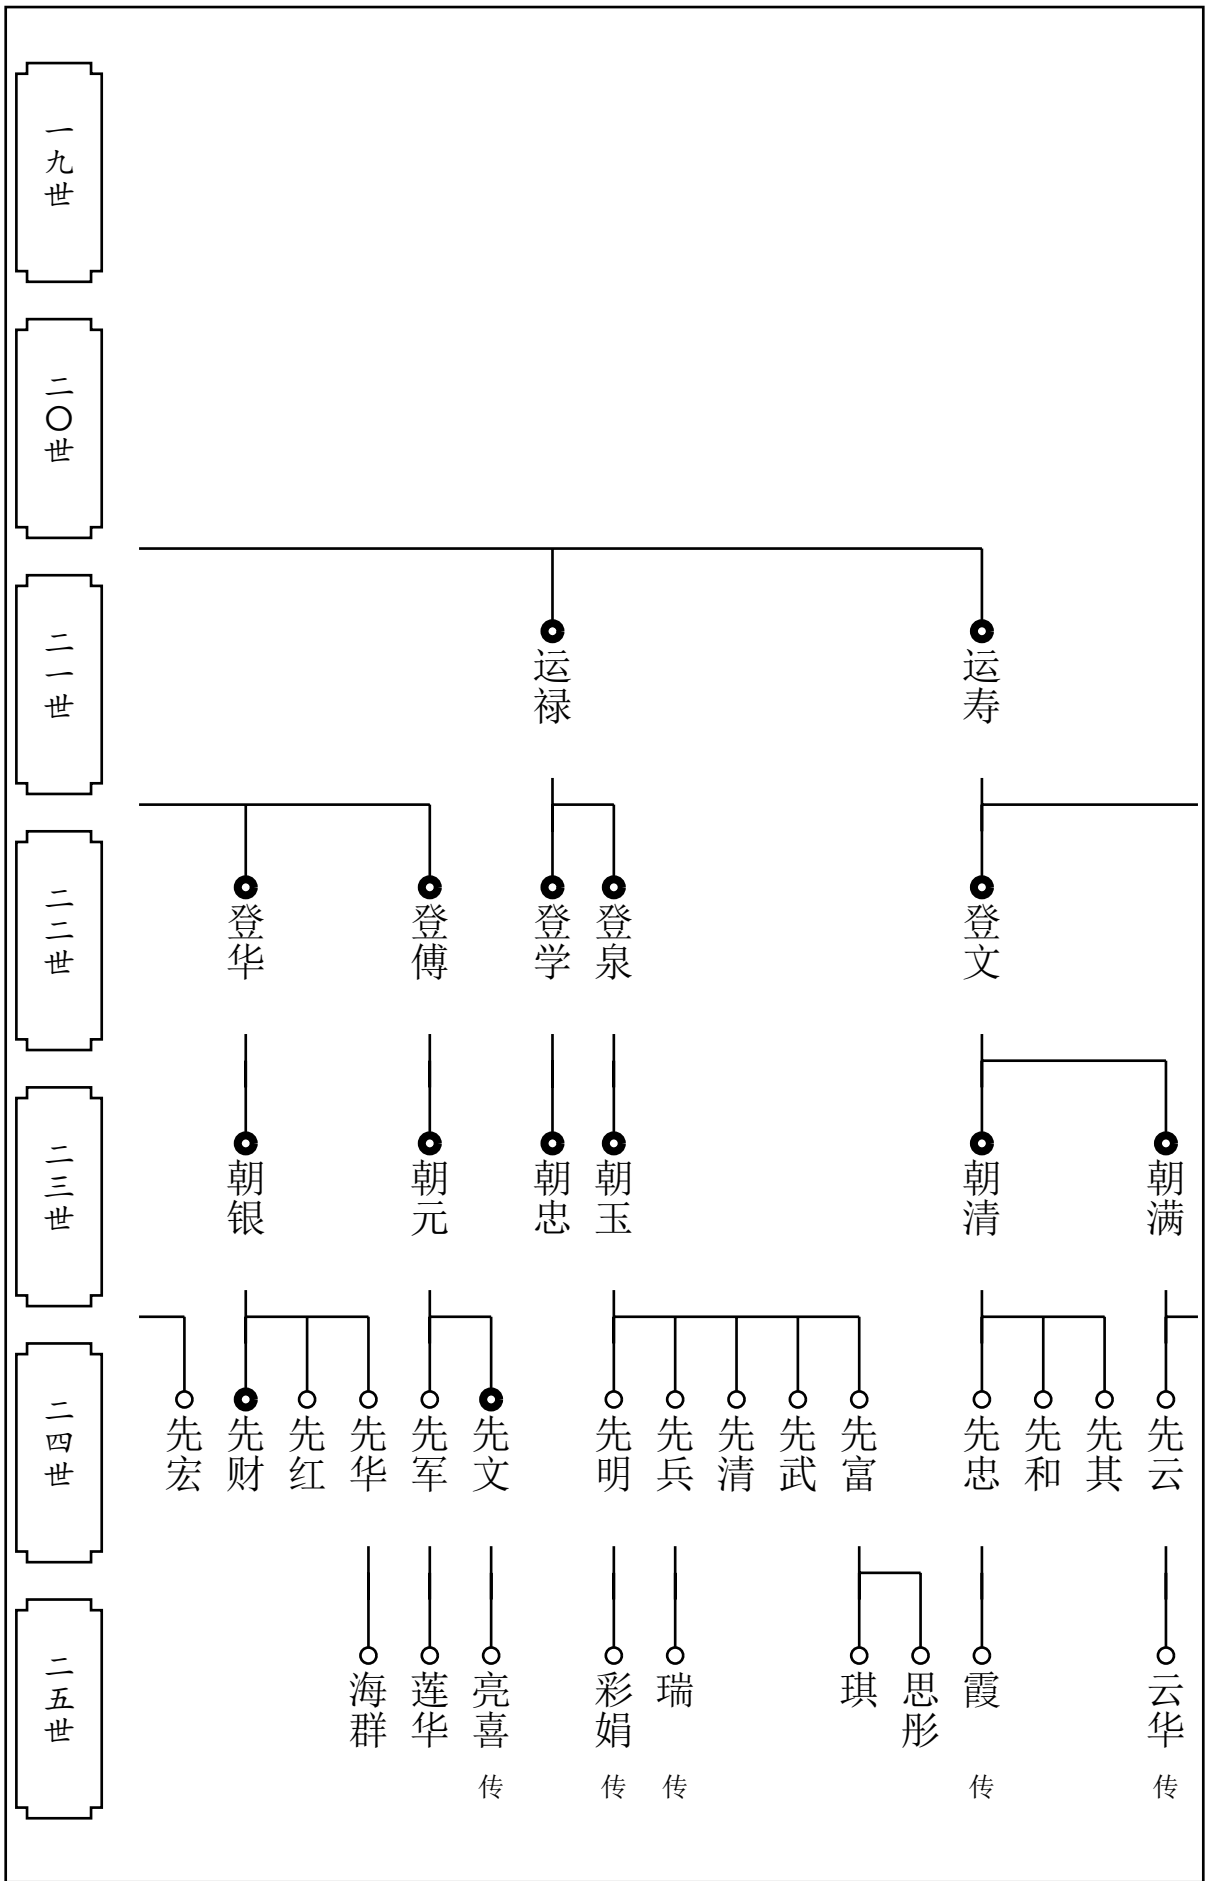 一九世
二〇世
二一世
运禄
运寿
二二世
登华
登傅
登学
登泉
登文
二三世
朝银
朝元
朝忠
朝玉
朝清
朝满
二四世
先宏
先财
先红
先华
先军
先文
先明
先兵
先清
先武
先富
先忠
先和
先其
先云
二五世
海群
莲华
亮喜
传
彩娟
传
瑞
传
琪
思彤
霞
传
云华
传